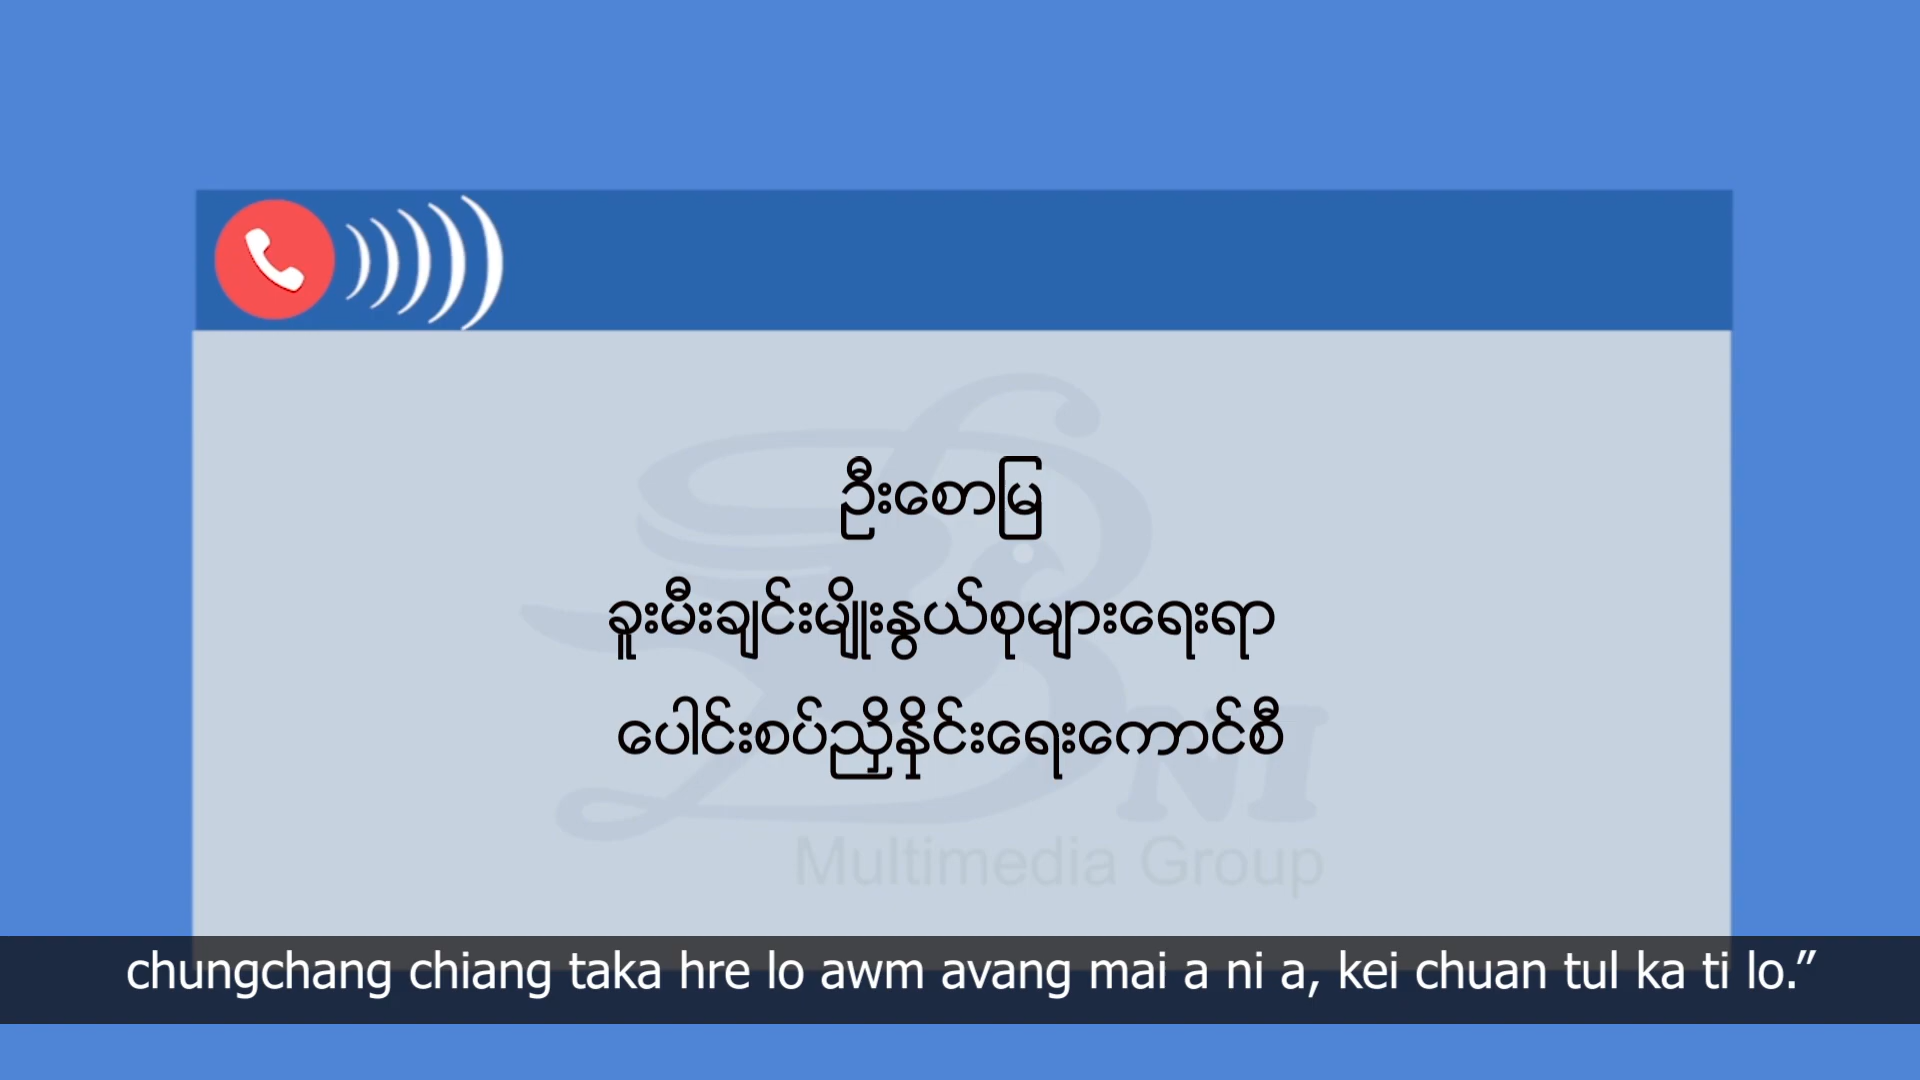 ဦးစောမြ
ခူးမီးချင်းမျိုးနွယ်စုများရေးရာ
ပေါင်းစပ်ညှိနှိုင်းရေးကောင်စီ
BNI
Multimedia Group
chungchang chiang taka hre lo awm avang mai a ni a, kei chuan tul ka ti lo.”